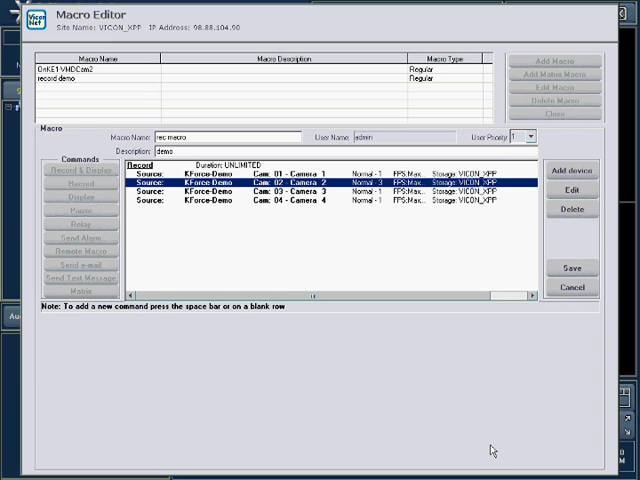 Vicon Net
Macro Editor
Site Name: VICON_XPP IP Address: 98.88.104.90
Macro Name Macro Description Macro Type
OnKE1 VMDCam2 Regular
record demo Regular
Add Macro
Add Matrix Macro
Edit Macro
Delete Macro
Close
Macro
Macro Name: rec macro User Name: admin User Priority: 1
Description: demo
Commands
Record & Display
Record
Display
Pause
Relay
Send Alarm
Remote Macro
Send e-mail
Send Text Message
Matrix
Record Duration: UNLIMITED
Source: KForce-Demo Cam: 01 - Camera 1 Normal - 1 FPS:Max... Storage: VICON_XPP
Source: KForce-Demo Cam: 02 - Camera 2 Normal - 3 FPS:Max... Storage: VICON_XPP
Source: KForce-Demo Cam: 03 - Camera 3 Normal - 1 FPS:Max... Storage: VICON_XPP
Source: KForce-Demo Cam: 04 - Camera 4 Normal - 1 FPS:Max... Storage: VICON_XPP
Add device
Edit
Delete
Save
Cancel
Note: To add a new command press the space bar or on a blank row